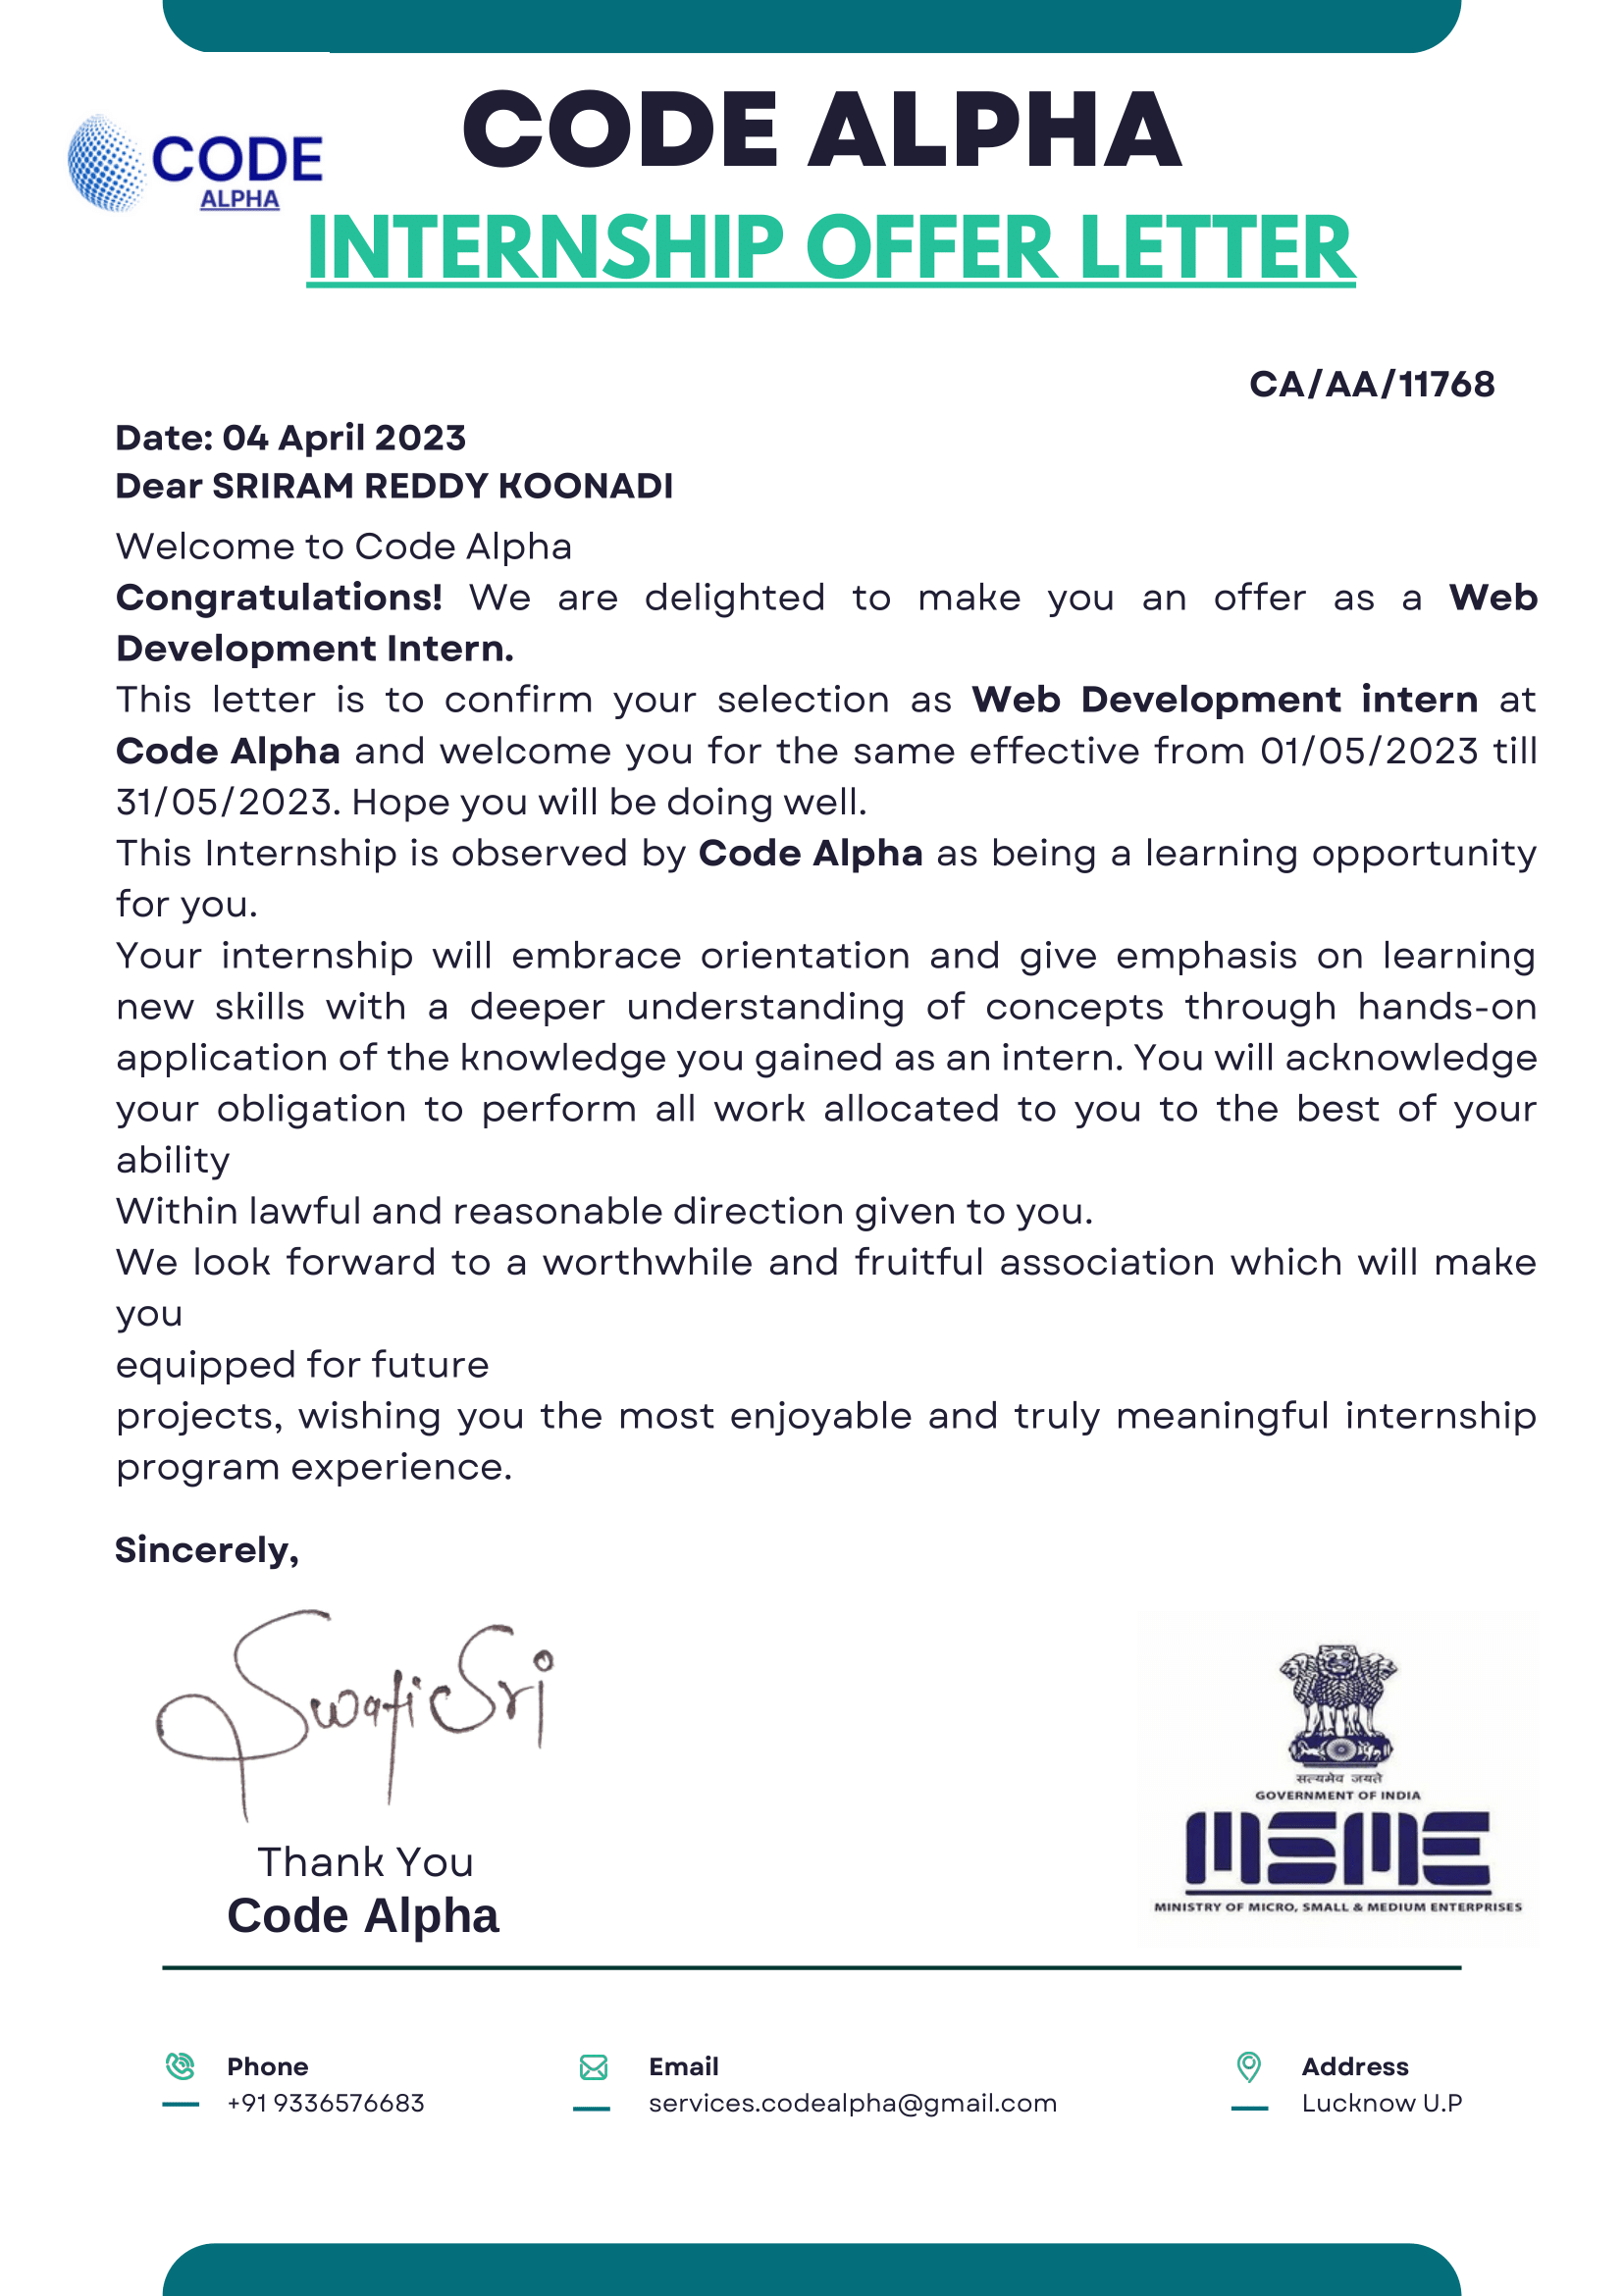 CODE ALPHA
CODE
ALPHA
INTERNSHIP OFFER LETTER
CA/AA/11768
Date: 04 April 2023
Dear SRIRAM REDDY KOONADI
Welcome to Code Alpha
Congratulations! We are delighted to make you an offer as a Web
Development Intern.
This letter is to confirm your selection as Web Development intern at
Code Alpha and welcome you for the same effective from 01/05/2023 till
31/05/2023. Hope you will be doing well.
This Internship is observed by Code Alpha as being a learning opportunity
for you.
Your internship will embrace orientation and give emphasis on learning
new skills with a deeper understanding of concepts through hands-on
application of the knowledge you gained as an intern. You will acknowledge
your obligation to perform all work allocated to you to the best of your
ability
Within lawful and reasonable direction given to you.
We look forward to a worthwhile and fruitful association which will make
you
equipped for future
projects, wishing you the most enjoyable and truly meaningful internship
program experience.
Sincerely,
Swati Sri
Thank You
Code Alpha
सत्यमेव जयते
GOVERNMENT OF INDIA
MSME
MINISTRY OF MICRO, SMALL & MEDIUM ENTERPRISES
Phone
+91 9336576683
Email
services.codealpha@gmail.com
Address
Lucknow U.P